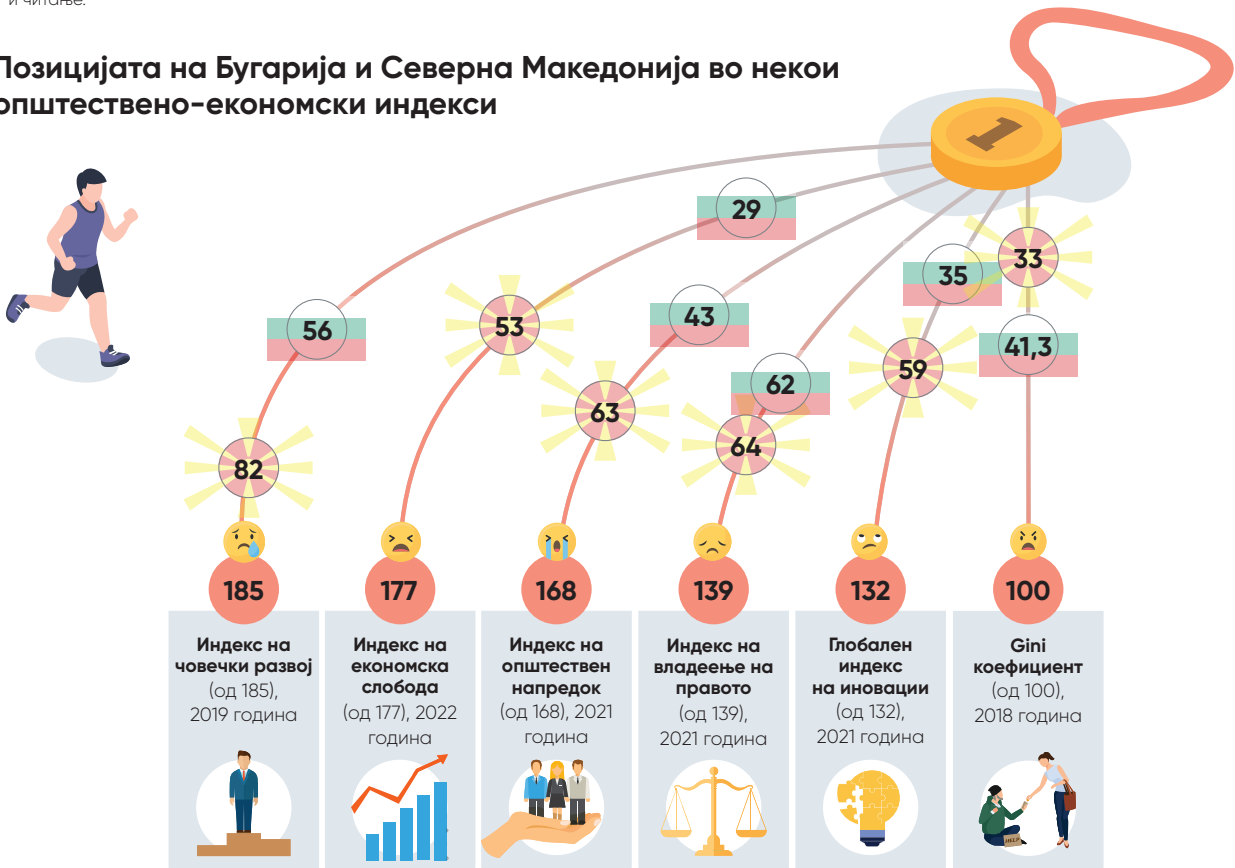 и читање.
Позицијата на Бугарија и Северна Македонија во некои
општествено-економски индекси
29
33
35
56
53
43
41,3
59
62
63
64
82
185
177
168
139
132
100
Индекс на
човечки развој
(од 185),
2019 година
Индекс на
економска
слобода
(од 177), 2022
година
Индекс на
општествен
напредок
(од 168), 2021
година
Индекс на
владеење на
правото
(од 139),
2021 година
Глобален
индекс
на иновации
(од 132),
2021 година
Gini
коефициент
(од 100),
2018 година
HELP